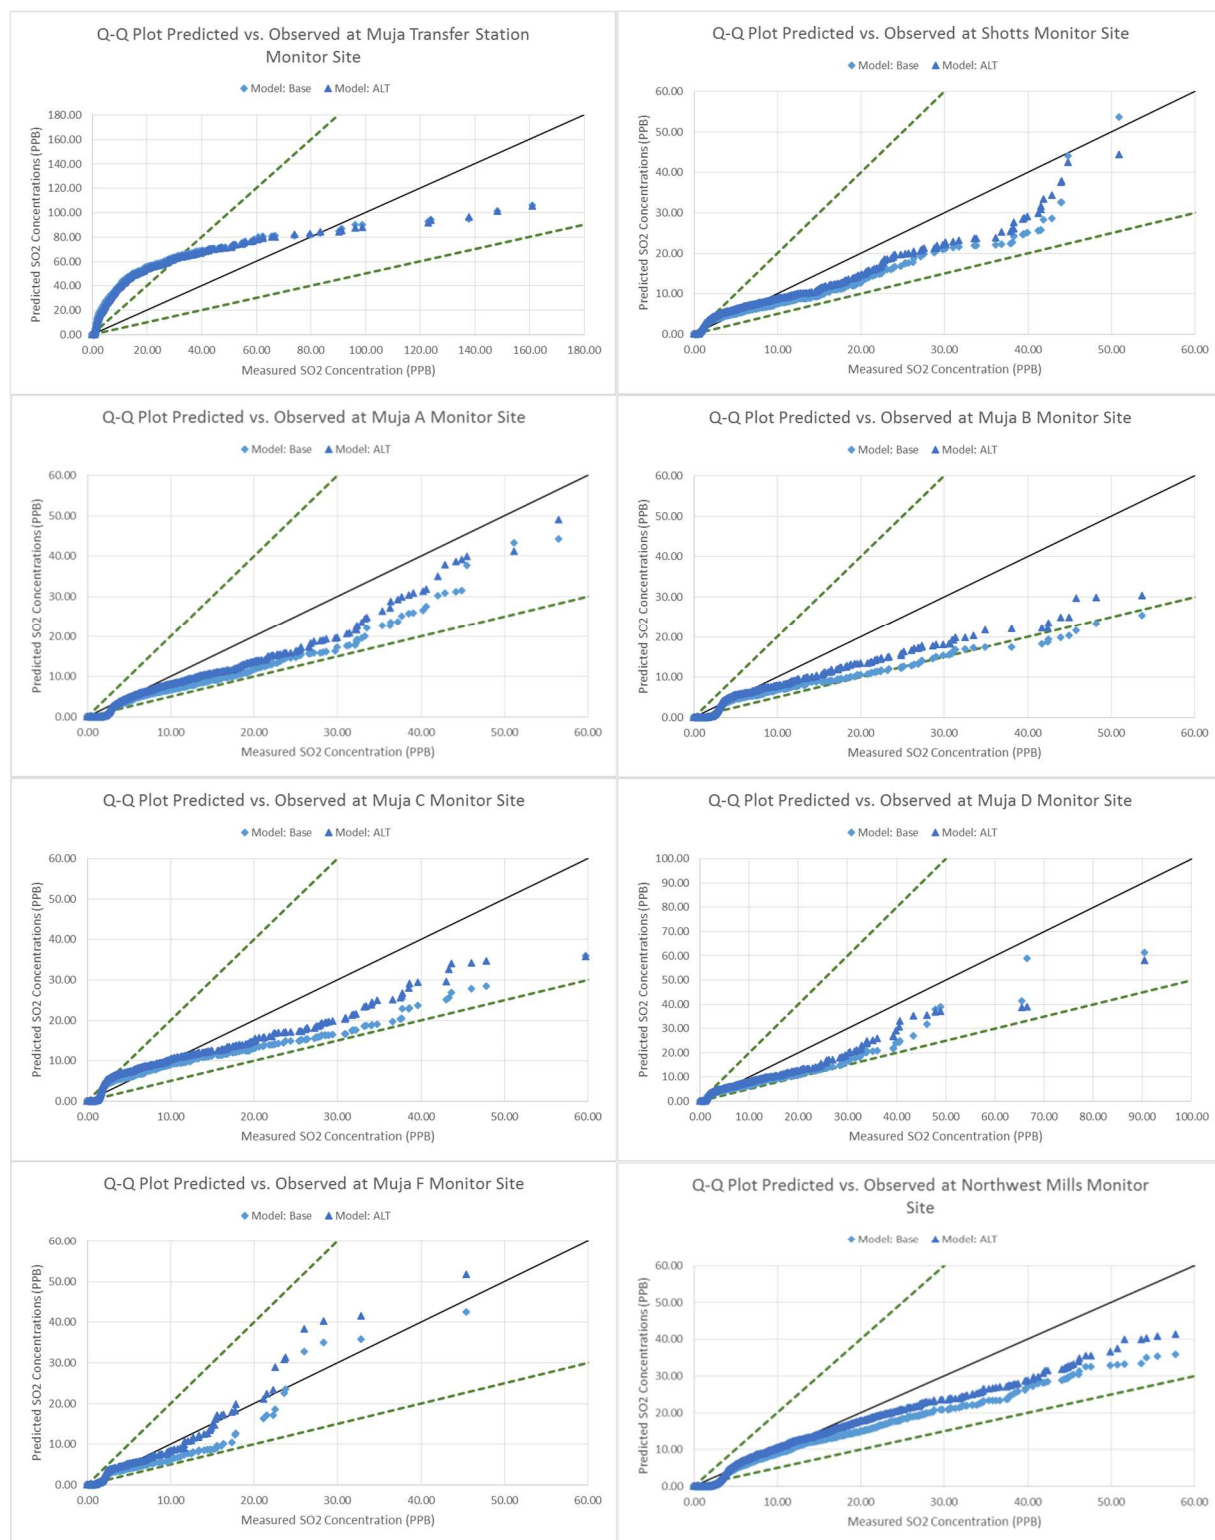 Q-Q Plot Predicted vs. Observed at Muja Transfer Station
Monitor Site
Model: Base Model: ALT
Predicted SO2 Concentrations (PPB)
180.00
160.00
140.00
120.00
100.00
80.00
60.00
40.00
20.00
0.00
0.00 20.00 40.00 60.00 80.00 100.00 120.00 140.00 160.00 180.00
Measured SO2 Concentration (PPB)
Q-Q Plot Predicted vs. Observed at Shotts Monitor Site
Model: Base Model: ALT
Predicted SO2 Concentrations (PPB)
60.00
50.00
40.00
30.00
20.00
10.00
0.00
0.00 10.00 20.00 30.00 40.00 50.00 60.00
Measured SO2 Concentration (PPB)
Q-Q Plot Predicted vs. Observed at Muja A Monitor Site
Model: Base Model: ALT
Predicted SO2 Concentrations (PPB)
60.00
50.00
40.00
30.00
20.00
10.00
0.00
0.00 10.00 20.00 30.00 40.00 50.00 60.00
Measured SO2 Concentration (PPB)
Q-Q Plot Predicted vs. Observed at Muja B Monitor Site
Model: Base Model: ALT
Predicted SO2 Concentrations (PPB)
60.00
50.00
40.00
30.00
20.00
10.00
0.00
0.00 10.00 20.00 30.00 40.00 50.00 60.00
Measured SO2 Concentration (PPB)
Q-Q Plot Predicted vs. Observed at Muja C Monitor Site
Model: Base Model: ALT
Predicted SO2 Concentrations (PPB)
60.00
50.00
40.00
30.00
20.00
10.00
0.00
0.00 10.00 20.00 30.00 40.00 50.00 60.00
Measured SO2 Concentration (PPB)
Q-Q Plot Predicted vs. Observed at Muja D Monitor Site
Model: Base Model: ALT
Predicted SO2 Concentrations (PPB)
100.00
90.00
80.00
70.00
60.00
50.00
40.00
30.00
20.00
10.00
0.00
0.00 10.00 20.00 30.00 40.00 50.00 60.00 70.00 80.00 90.00 100.00
Measured SO2 Concentration (PPB)
Q-Q Plot Predicted vs. Observed at Muja F Monitor Site
Model: Base Model: ALT
Predicted SO2 Concentrations (PPB)
60.00
50.00
40.00
30.00
20.00
10.00
0.00
0.00 10.00 20.00 30.00 40.00 50.00 60.00
Measured SO2 Concentration (PPB)
Q-Q Plot Predicted vs. Observed at Northwest Mills Monitor
Site
Model: Base Model: ALT
Predicted SO2 Concentrations (PPB)
60.00
50.00
40.00
30.00
20.00
10.00
0.00
0.00 10.00 20.00 30.00 40.00 50.00 60.00
Measured SO2 Concentration (PPB)